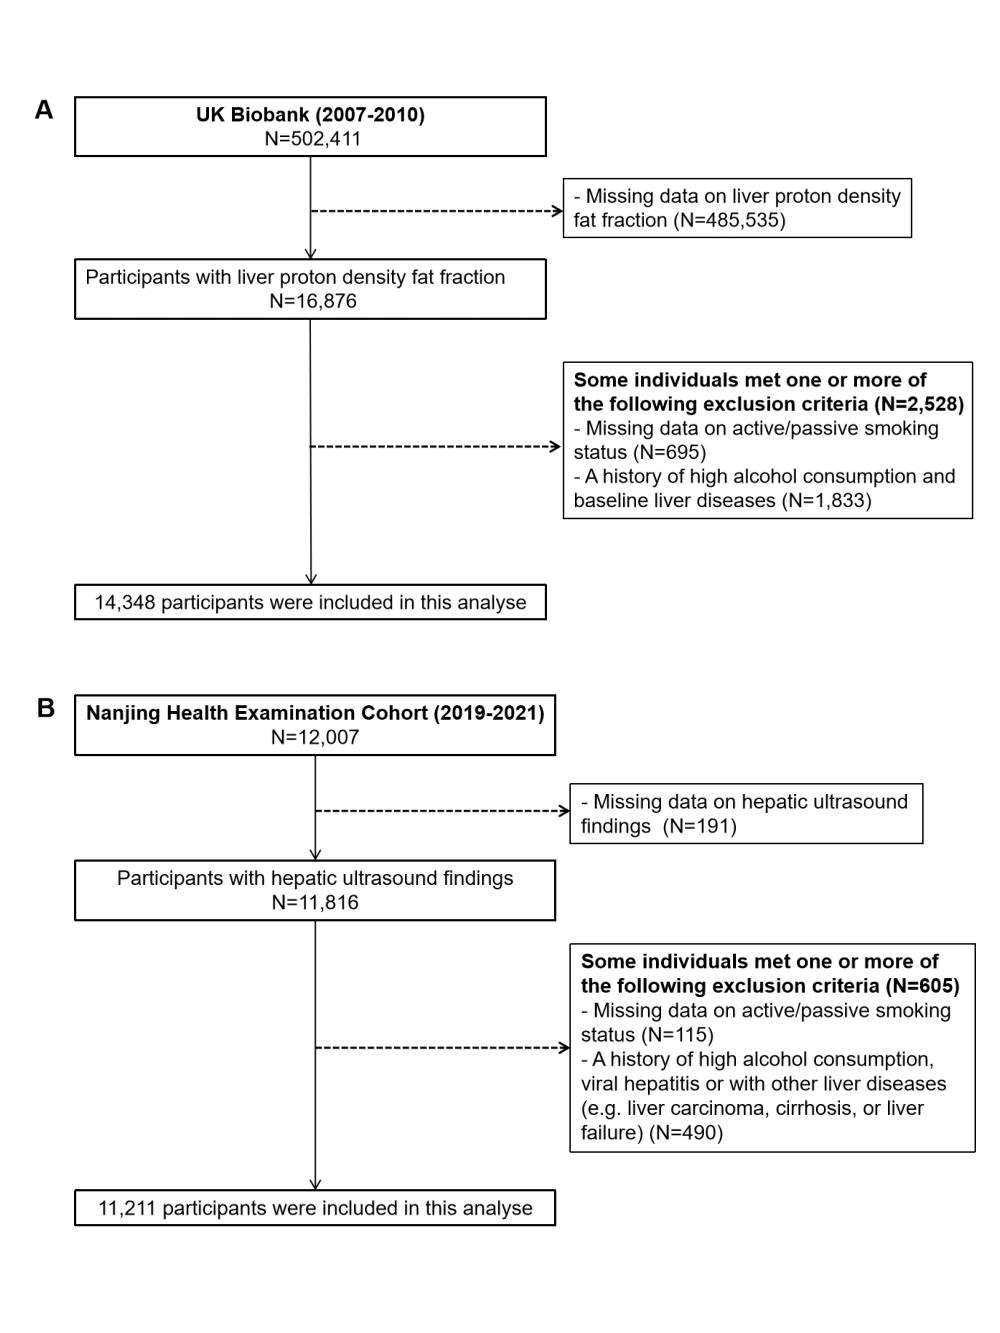 A
UK Biobank (2007-2010)
N=502,411
- Missing data on liver proton density
fat fraction (N=485,535)
Participants with liver proton density fat fraction
N=16,876
Some individuals met one or more of
the following exclusion criteria (N=2,528)
- Missing data on active/passive smoking
status (N=695)
- A history of high alcohol consumption and
baseline liver diseases (N=1,833)
14,348 participants were included in this analyse
B
Nanjing Health Examination Cohort (2019-2021)
N=12,007
- Missing data on hepatic ultrasound
findings (N=191)
Participants with hepatic ultrasound findings
N=11,816
Some individuals met one or more of
the following exclusion criteria (N=605)
- Missing data on active/passive smoking
status (N=115)
- A history of high alcohol consumption,
viral hepatitis or with other liver diseases
(e.g. liver carcinoma, cirrhosis, or liver
failure) (N=490)
11,211 participants were included in this analyse